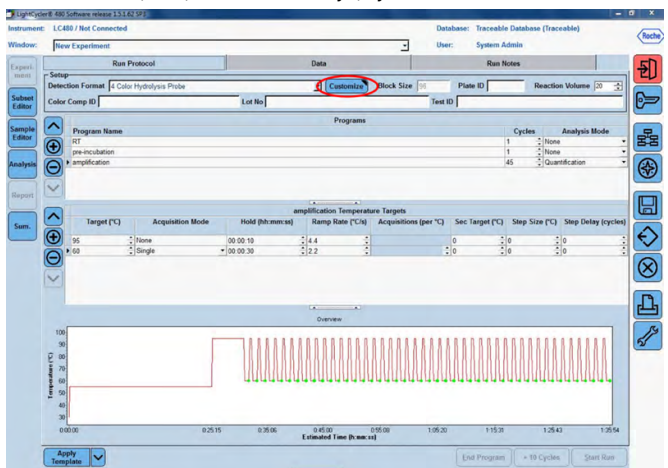 LightCycler® 480 Software release 1.5.1.62 SP3
Instrument: LC480 / Not Connected Database: Traceable Database (Traceable)
Window: New Experiment User: System Admin
Roche
Experi-
ment
Subset
Editor
Sample
Editor
Analysis
Report
Sum.
Run Protocol Data Run Notes
Setup
Detection Format 4 Color Hydrolysis Probe Customize Block Size 96 Plate ID Reaction Volume 20
Color Comp ID Lot No Test ID
Programs
Program Name Cycles Analysis Mode
RT 1 None
pre-incubation 1 None
amplification 45 Quantification
amplification Temperature Targets
Target (°C) Acquisition Mode Hold (hh:mm:ss) Ramp Rate (°C/s) Acquisitions (per °C) Sec Target (°C) Step Size (°C) Step Delay (cycles)
95 None 00:00:10 4.4 0 0 0
60 Single 00:00:30 2.2 0 0 0
Overview
Temperature (°C)
100
90
80
70
60
50
40
30
0:00:00 0:25:15 0:35:06 0:45:00 0:55:08 1:05:20 1:15:31 1:25:43 1:35:54
Estimated Time (h:mm:ss)
Apply
Template
End Program + 10 Cycles Start Run